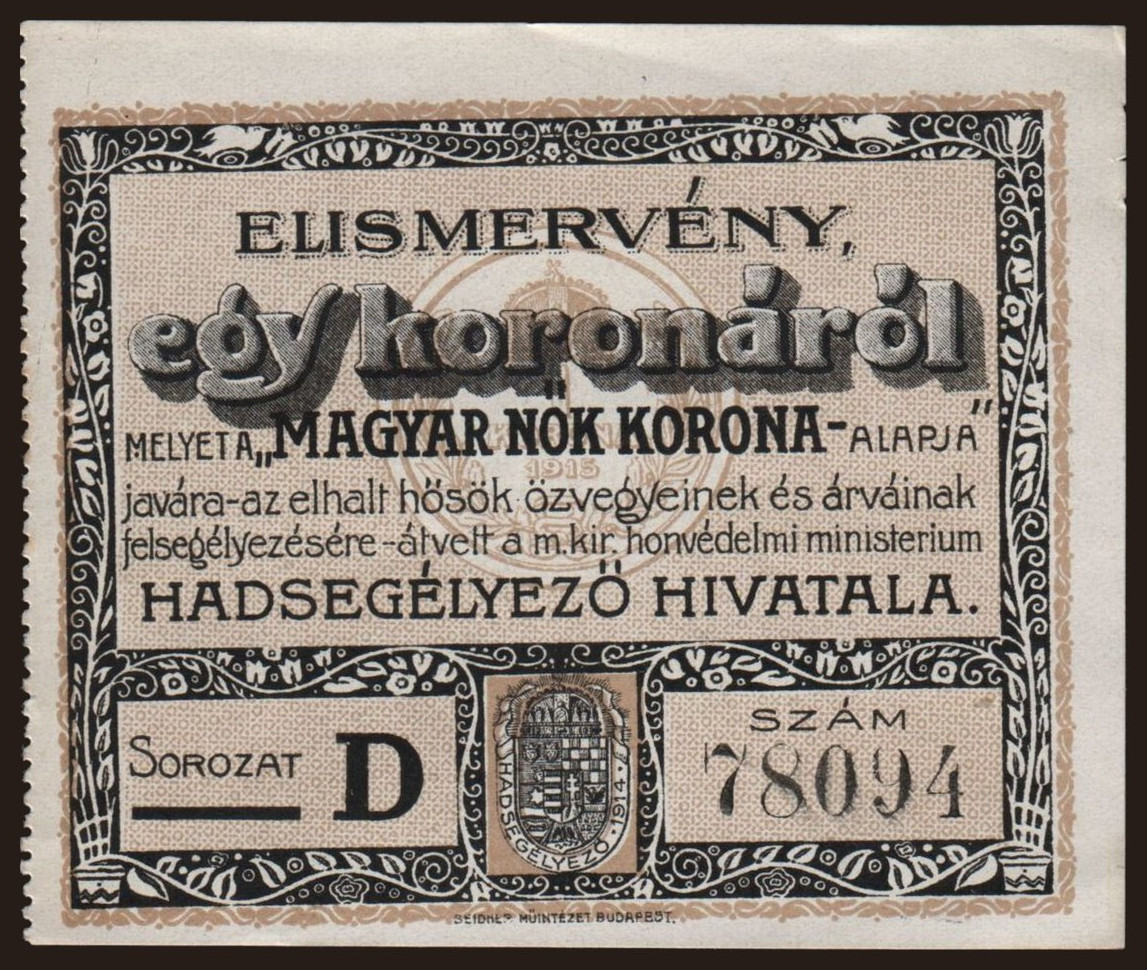 ELISMERVÉNY,
egy koronáról
MELYET A „MAGYAR NŐK KORONA-ALAPJA"
1915
javára-az elhalt hősök özvegyeinek és árváinak
felsegélyezésére-átvett a m. kir. honvédelmi ministerium
HADSEGÉLYEZŐ HIVATALA.
SOROZAT D
HADSEGÉLYEZŐ · 1914 ·
SZÁM
78094
MŰINTÉZET BUDAPEST.